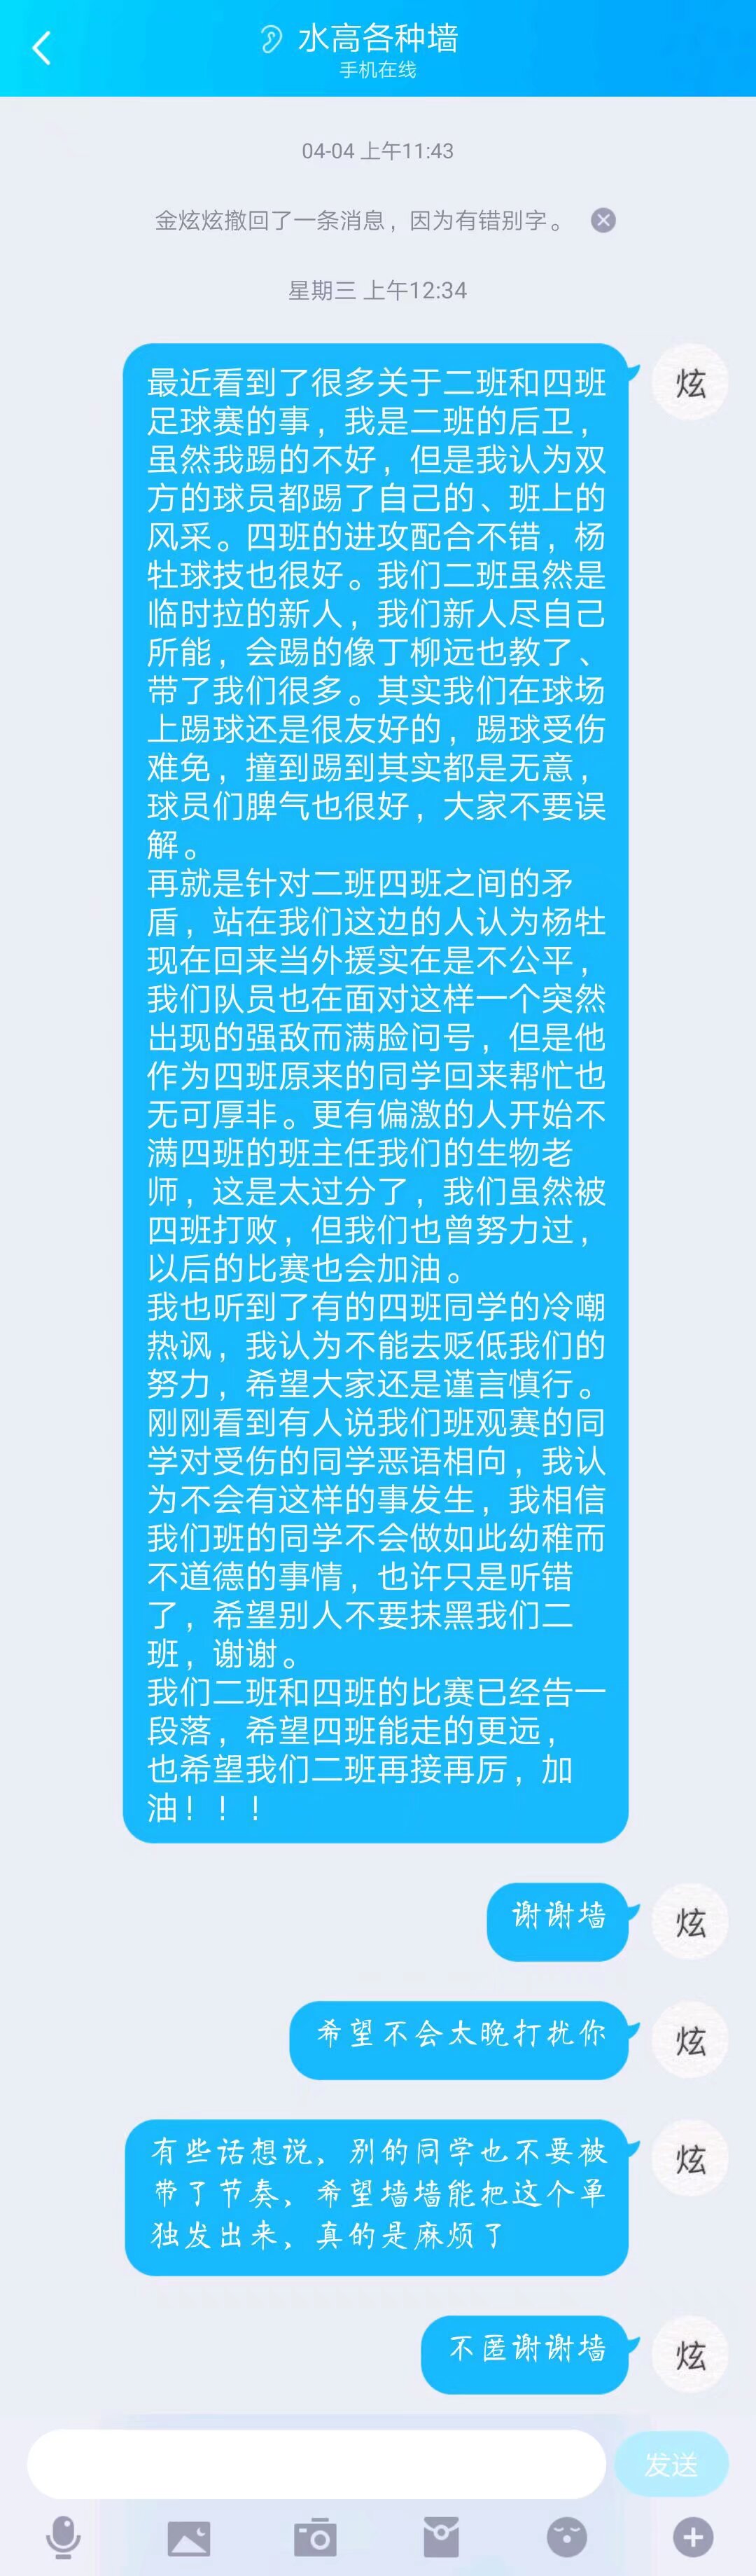 水高各种墙
手机在线
04-04 上午11:43
金炫炫撤回了一条消息，因为有错别字。
星期三 上午12:34
炫
最近看到了很多关于二班和四班
足球赛的事，我是二班的后卫，
虽然我踢的不好，但是我认为双
方的球员都踢了自己的、班上的
风采。四班的进攻配合不错，杨
牡球技也很好。我们二班虽然是
临时拉的新人，我们新人尽自己
所能，会踢的像丁柳远也教了、
带了我们很多。其实我们在球场
上踢球还是很友好的，踢球受伤
难免，撞到踢到其实都是无意，
球员们脾气也很好，大家不要误
解。
再就是针对二班四班之间的矛
盾，站在我们这边的人认为杨牡
现在回来当外援实在是不公平，
我们队员也在面对这样一个突然
出现的强敌而满脸问号，但是他
作为四班原来的同学回来帮忙也
无可厚非。更有偏激的人开始不
满四班的班主任我们的生物老
师，这是太过分了，我们虽然被
四班打败，但我们也曾努力过，
以后的比赛也会加油。
我也听到了有的四班同学的冷嘲
热讽，我认为不能去贬低我们的
努力，希望大家还是谨言慎行。
刚刚看到有人说我们班观赛的同
学对受伤的同学恶语相向，我认
为不会有这样的事发生，我相信
我们班的同学不会做如此幼稚而
不道德的事情，也许只是听错
了，希望别人不要抹黑我们二
班，谢谢。
我们二班和四班的比赛已经告一
段落，希望四班能走的更远，
也希望我们二班再接再厉，加
油！！！
谢谢墙
炫
希望不会太晚打扰你
炫
有些话想说，别的同学也不要被
带了节奏，希望墙墙能把这个单
独发出来，真的是麻烦了
炫
不匿谢谢墙
炫
发送